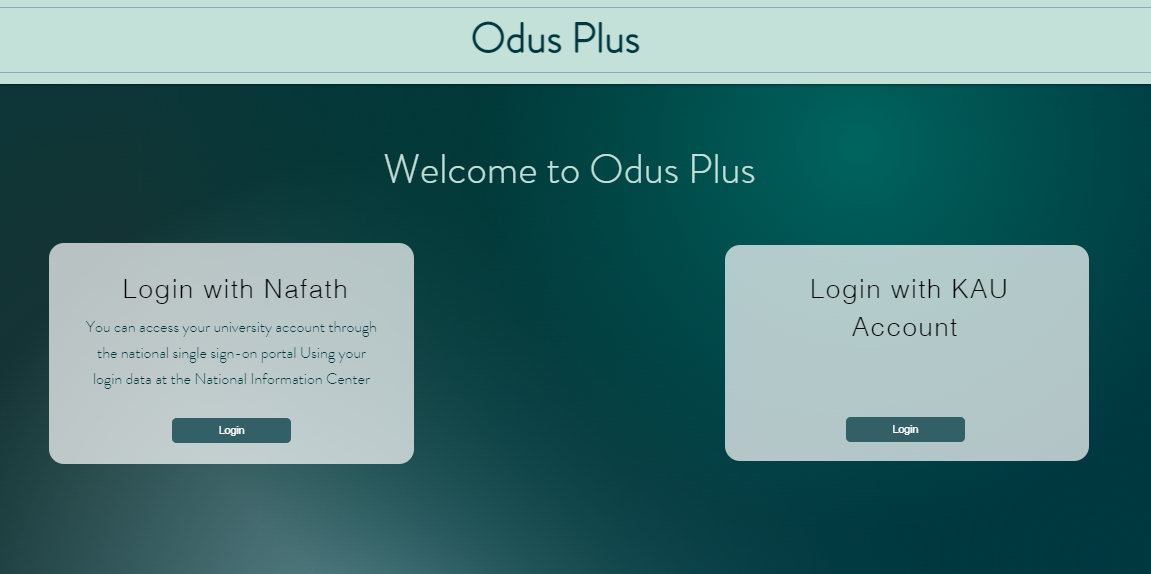 Odus Plus
Welcome to Odus Plus
Login with Nafath
You can access your university account through
the national single sign-on portal Using your
login data at the National Information Center
Login
Login with KAU
Account
Login